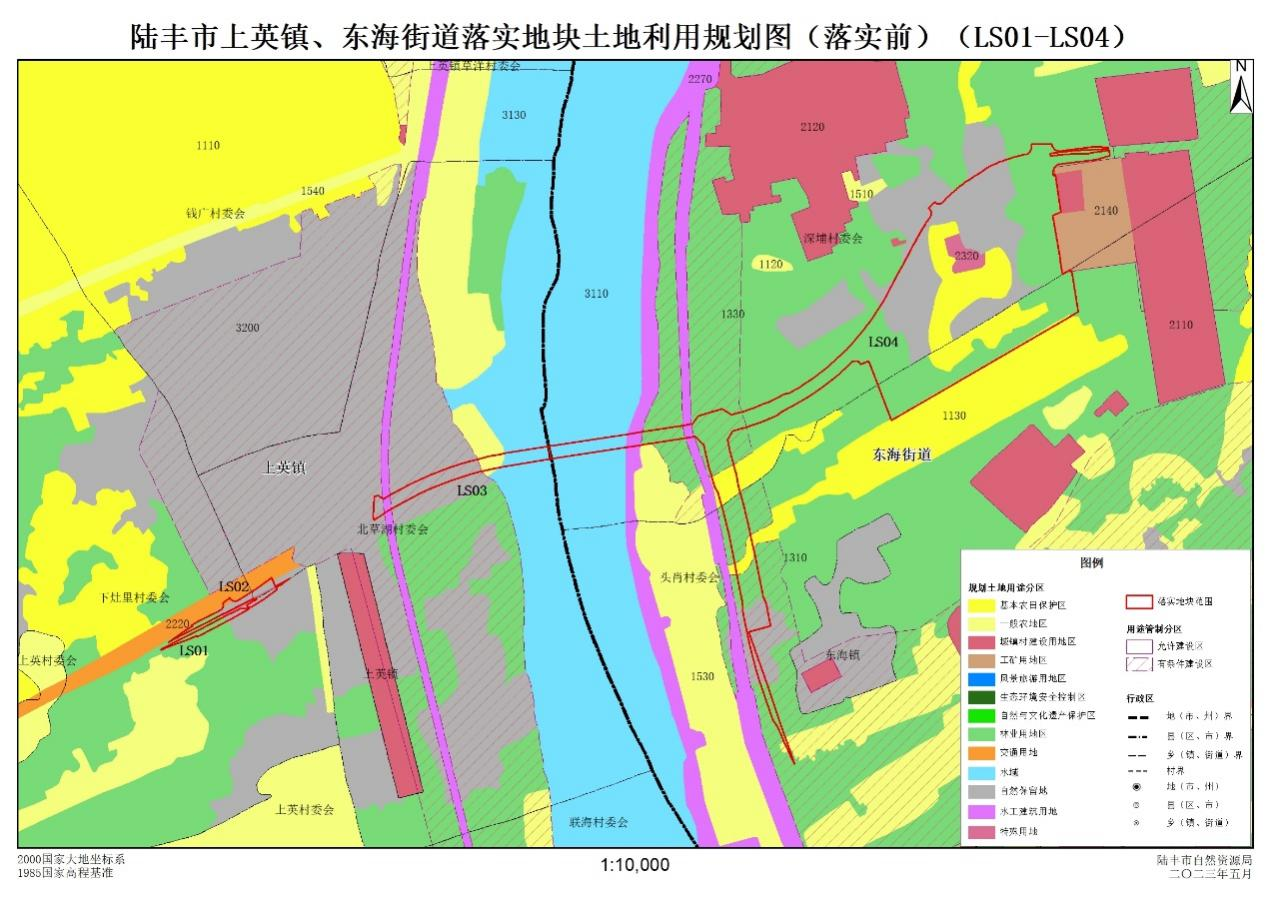 陆丰市上英镇、东海街道落实地块土地利用规划图（落实前）（LS01-LS04）
上英镇草洋村委会
2270
N
3130
1110
2120
1540
1510
2140
钱广村委会
深埔村委会
2320
1120
3110
1330
3200
2110
LS04
1130
上英镇
东海街道
LS03
北草湖村委会
1310
头肖村委会
LS02
下灶里村委会
2220
LS01
上英村委会
上英镇
东海镇
1530
上英村委会
联海村委会
图例
规划土地用途分区
基本农田保护区
一般农地区
城镇村建设用地区
工矿用地区
风景旅游用地区
生态环境安全控制区
自然与文化遗产保护区
林业用地区
交通用地
水域
自然保留地
水工建筑用地
特殊用地
落实地块范围
用途管制分区
允许建设区
有条件建设区
行政区
地（市、州）界
县（区、市）界
乡（镇、街道）界
村界
地（市、州）
县（区、市）
乡（镇、街道）
2000国家大地坐标系
1985国家高程基准
1:10,000
陆丰市自然资源局
二〇二三年五月